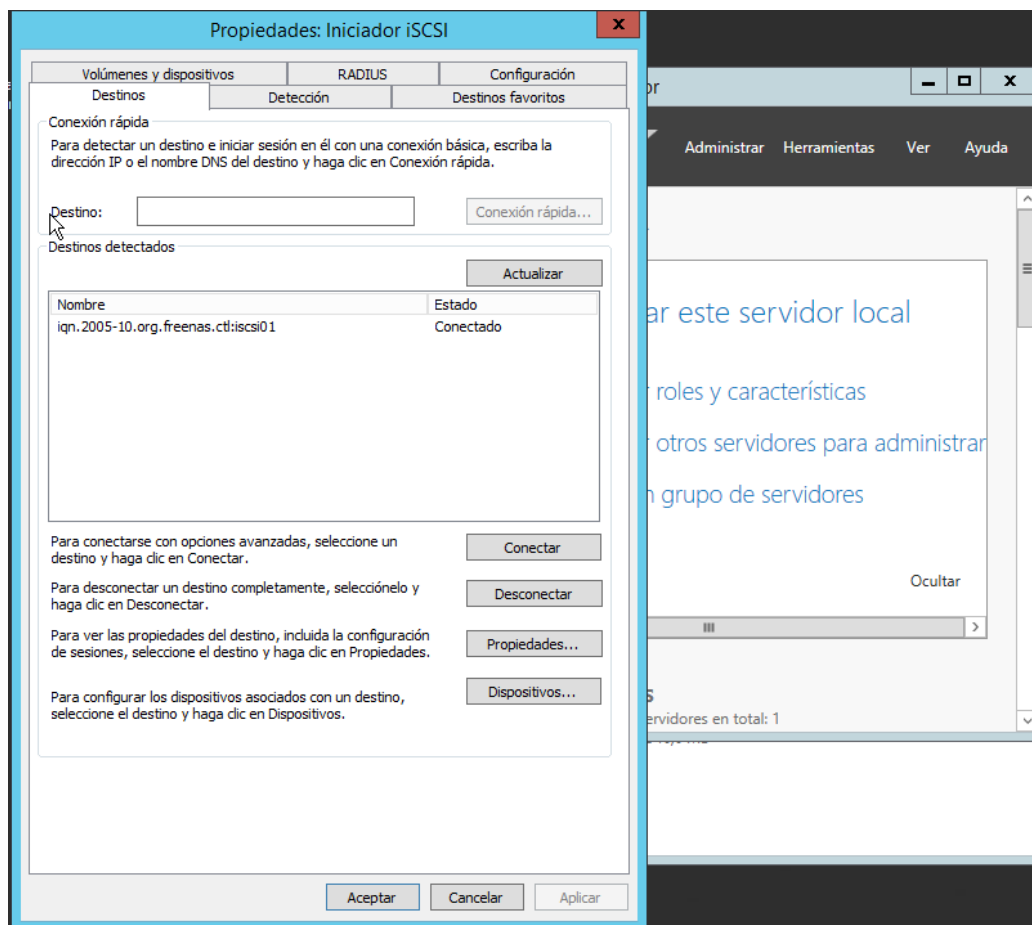 Propiedades: Iniciador iSCSI
x
Volúmenes y dispositivos
RADIUS
Configuración
Destinos
Detección
Destinos favoritos
Conexión rápida
Para detectar un destino e iniciar sesión en él con una conexión básica, escriba la
dirección IP o el nombre DNS del destino y haga clic en Conexión rápida.
Destino:
Conexión rápida...
Destinos detectados
Actualizar
Nombre
Estado
iqn.2005-10.org.freenas.ctl:iscsi01
Conectado
Para conectarse con opciones avanzadas, seleccione un
destino y haga clic en Conectar.
Conectar
Para desconectar un destino completamente, selecciónelo y
haga clic en Desconectar.
Desconectar
Para ver las propiedades del destino, incluida la configuración
de sesiones, seleccione el destino y haga clic en Propiedades.
Propiedades...
Para configurar los dispositivos asociados con un destino,
seleccione el destino y haga clic en Dispositivos.
Dispositivos...
Aceptar
Cancelar
Aplicar
or
x
Administrar
Herramientas
Ver
Ayuda
ar este servidor local
roles y características
otros servidores para administrar
n grupo de servidores
Ocultar
s
ervidores en total: 1